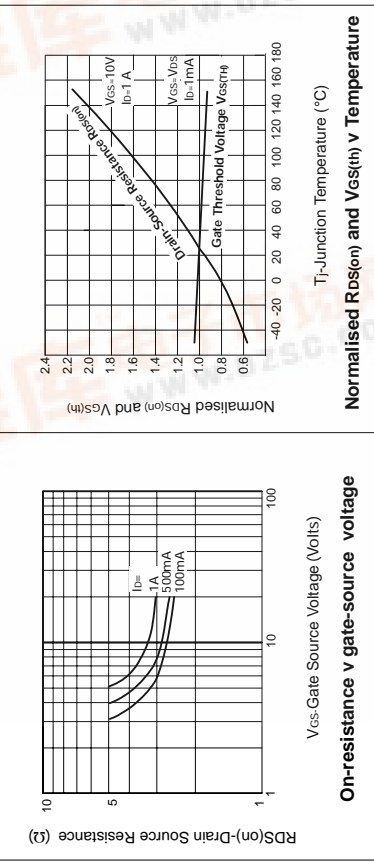 RDS(on)-Drain Source Resistance (Ω)
10
5
1
ID=
1A
500mA
100mA
1
10
100
VGS-Gate Source Voltage (Volts)
On-resistance v gate-source voltage
Normalised RDS(on) and VGS(th)
2.4
2.2
2.0
1.8
1.6
1.4
1.2
1.0
0.8
0.6
Drain-Source Resistance RDS(on)
VGS=10V
ID=1 A
VGS=VDS
ID=1mA
Gate Threshold Voltage VGS(TH)
-40 -20 0 20 40 60 80 100 120 140 160 180
Tj-Junction Temperature (°C)
Normalised RDS(on) and VGS(th) v Temperature